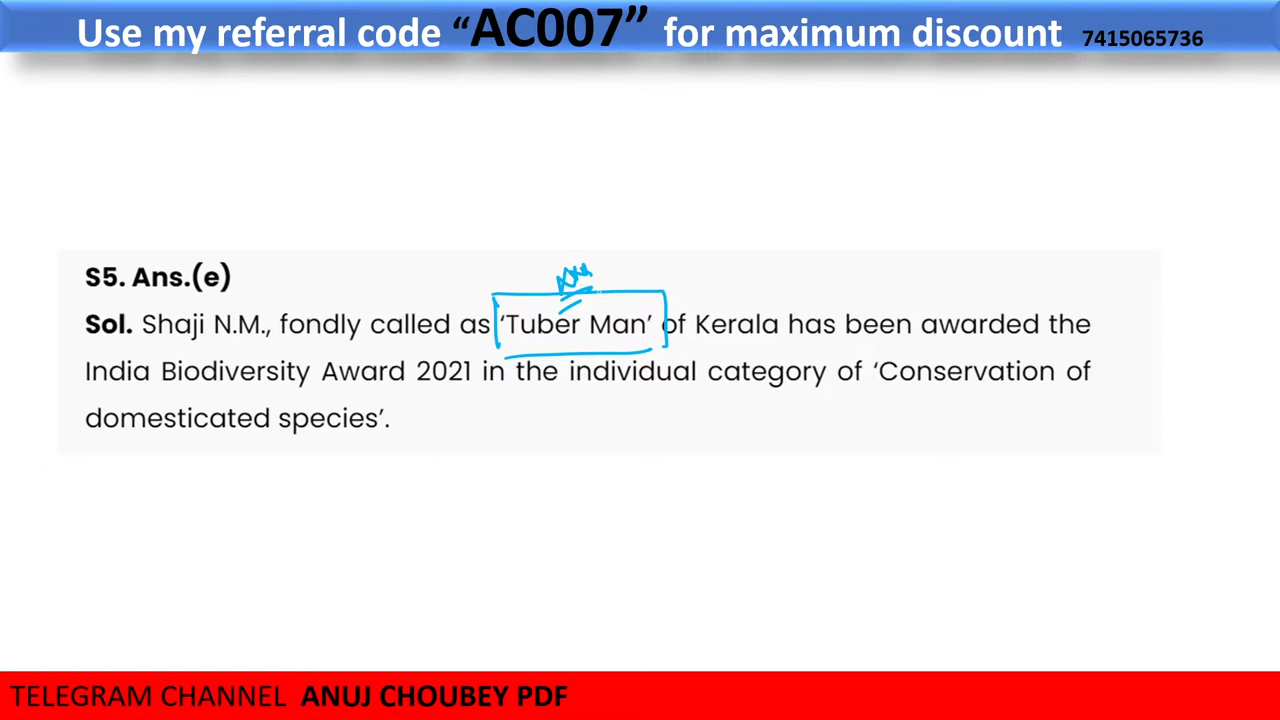 Use my referral code “AC007” for maximum discount 7415065736
S5. Ans.(e)
Sol. Shaji N.M., fondly called as ‘Tuber Man’ of Kerala has been awarded the
India Biodiversity Award 2021 in the individual category of ‘Conservation of
domesticated species’.
TELEGRAM CHANNEL ANUJ CHOUBEY PDF